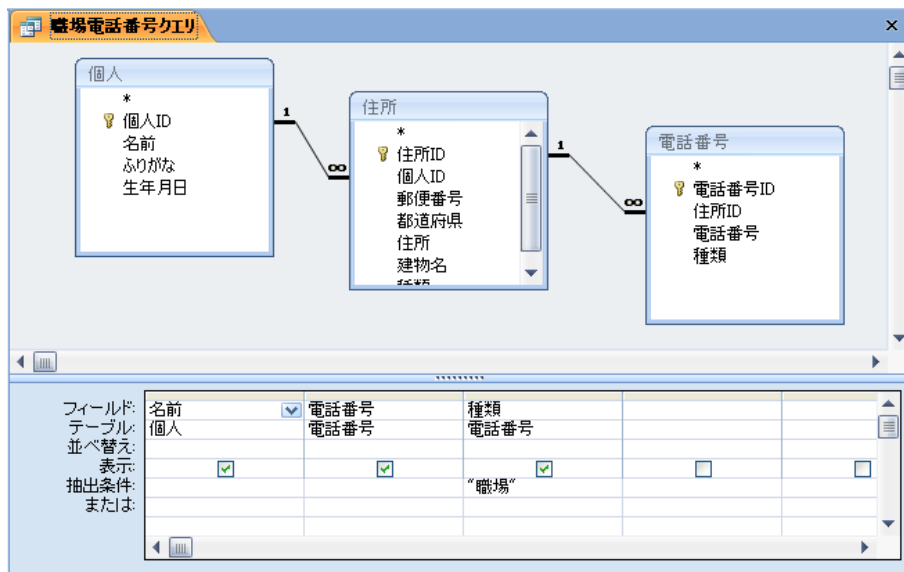 職場電話番号クエリ
個人
*
個人ID
名前
ふりがな
生年月日
1
∞
住所
*
住所ID
個人ID
郵便番号
都道府県
住所
建物名
種類
1
∞
電話番号
*
電話番号ID
住所ID
電話番号
種類
フィールド: 名前 電話番号 種類
テーブル: 個人 電話番号 電話番号
並べ替え:
表示:
抽出条件: "職場"
または: